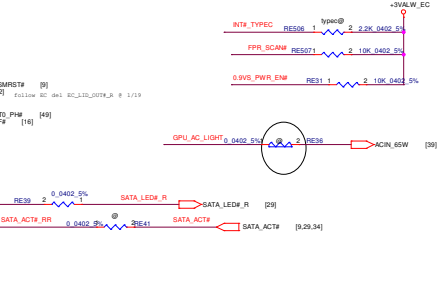 +3VALW_EC
typec@
INT#_TYPEC RE506 1 2 2.2K_0402_5%
FPR_SCAN# RE5071 2 10K_0402_5%
0.9VS_PWR_EN# RE31 1 2 10K_0402_5%
SMRST# [9]
follow EC del EC_LID_OUT#_R @ 1/19
T0_PH# [49]
F# [16]
GPU_AC_LIGHT 0_0402_5% 1 @ 2 RE36 ACIN_65W [39]
RE39 2 0_0402_5% 1 SATA_LED#_R SATA_LED#_R [29]
SATA_ACT#_RR 0_0402_5% @ 2 RE41 SATA_ACT# SATA_ACT# [9,29,34]